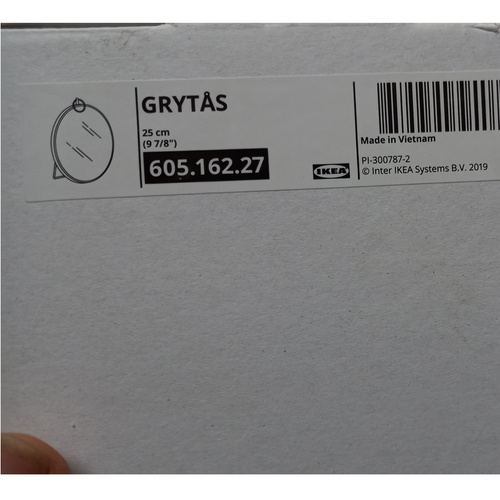 GRYTÅS
25 cm
(9 7/8")
605.162.27
IKEA
Made in Vietnam
PI-300787-2
© Inter IKEA Systems B.V. 2019